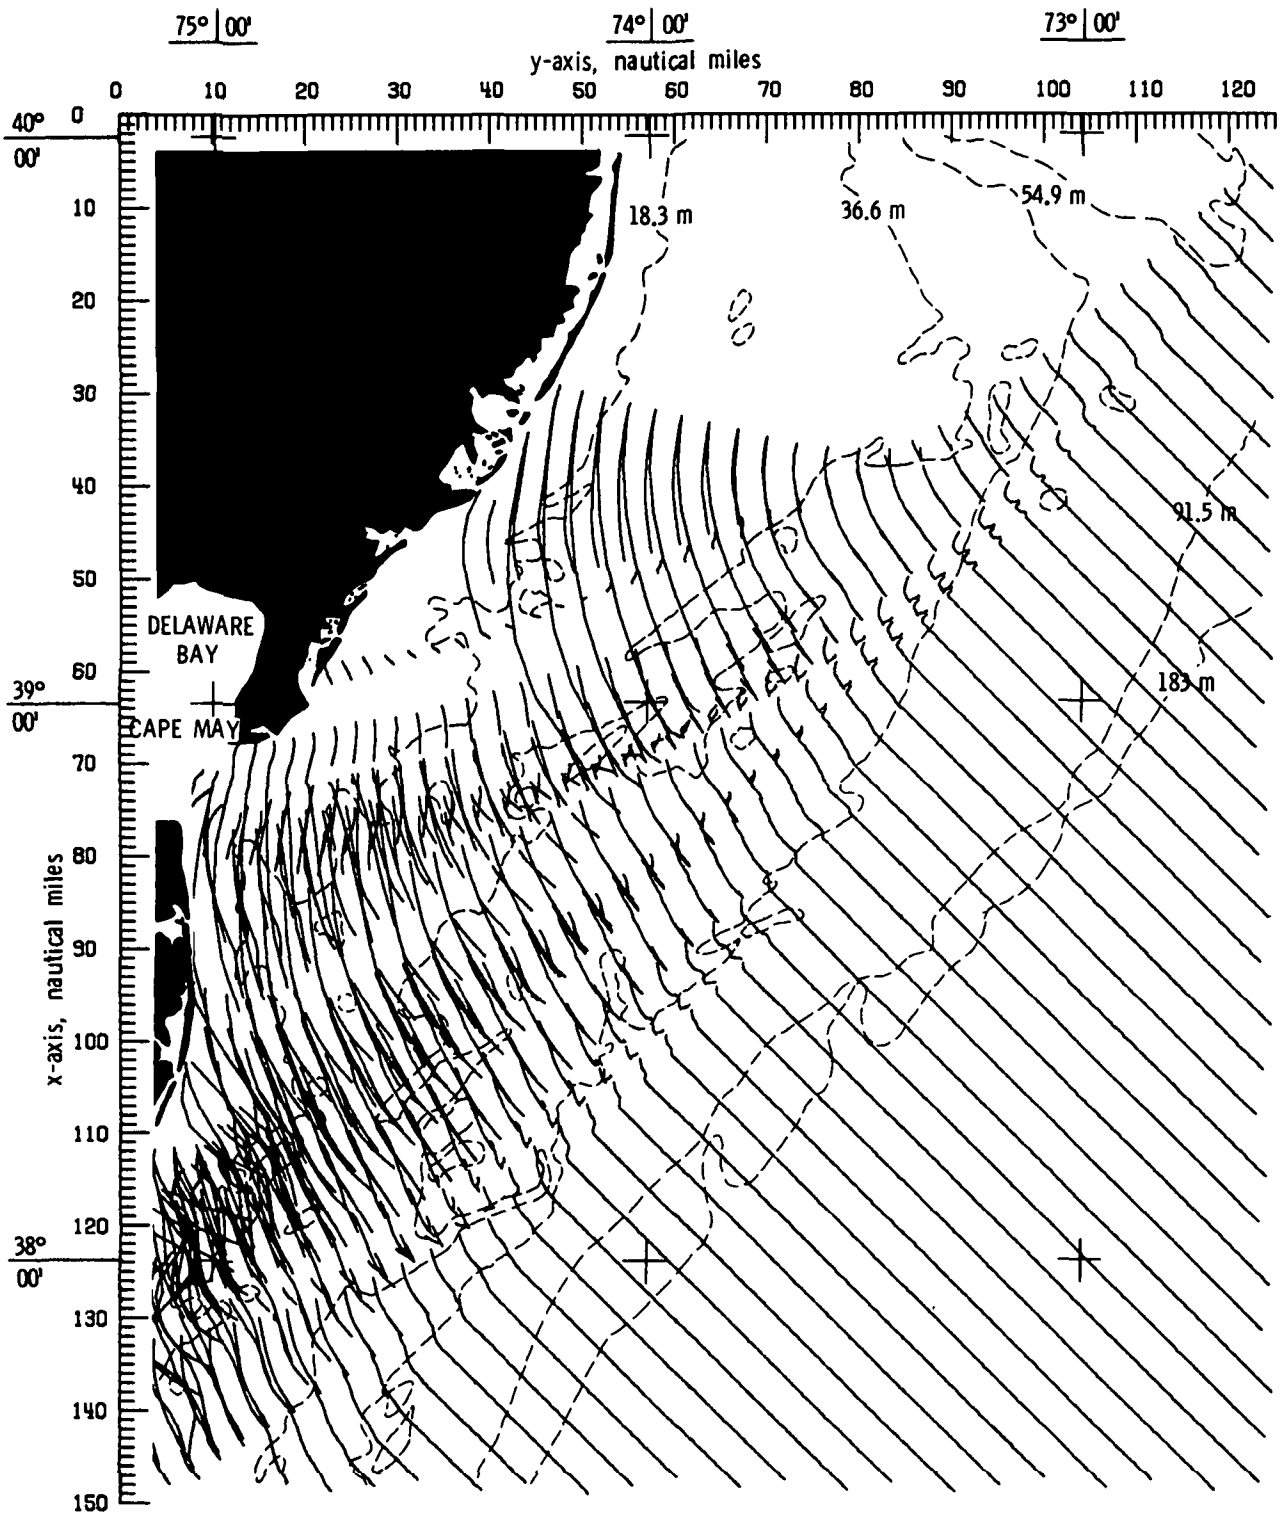 75° 00'
74° 00'
73° 00'
y-axis, nautical miles
0 10 20 30 40 50 60 70 80 90 100 110 120
0
40°
00'
10
18.3 m
36.6 m
54.9 m
20
30
40
91.5 m
50
DELAWARE
BAY
60
39°
00'
183 m
CAPE MAY
70
80
x-axis, nautical miles
90
100
110
120
38°
00'
130
140
150